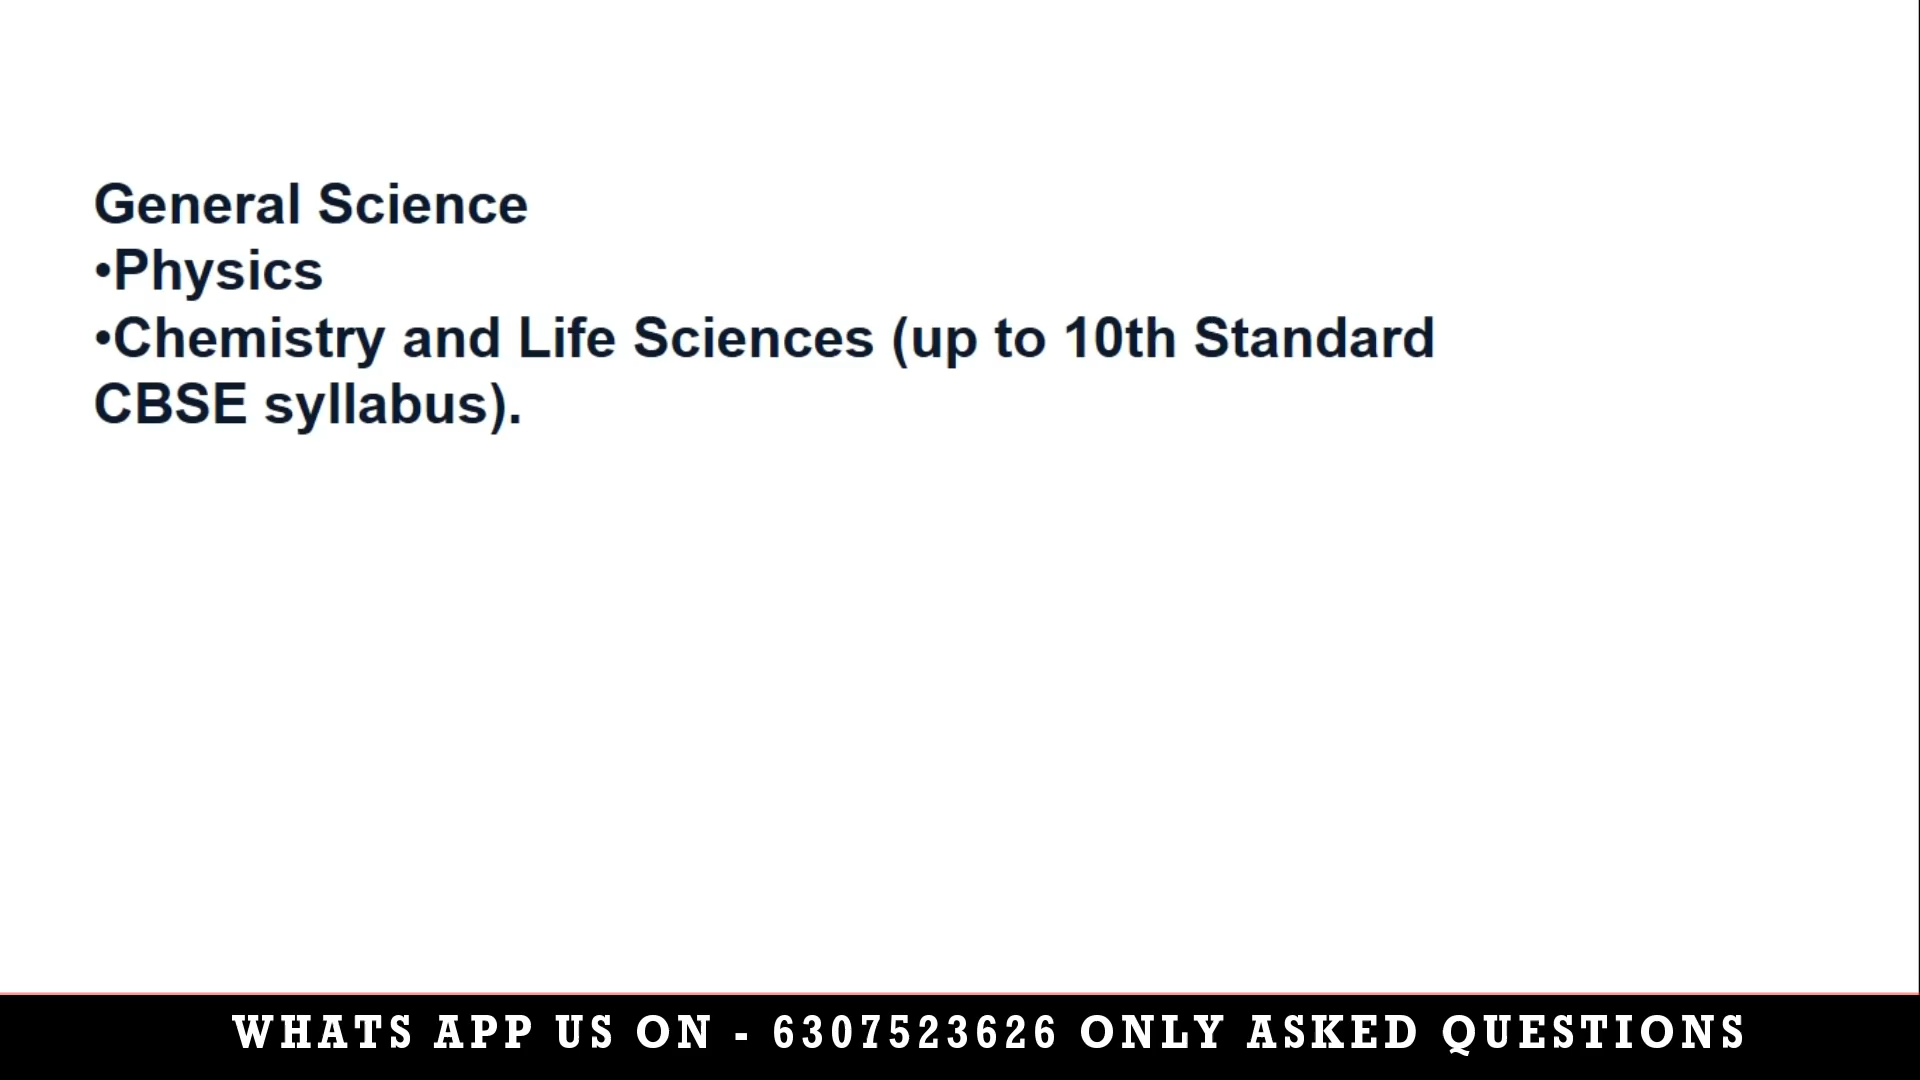 General Science
•Physics
•Chemistry and Life Sciences (up to 10th Standard
CBSE syllabus).
WHATS APP US ON - 6307523626 ONLY ASKED QUESTIONS